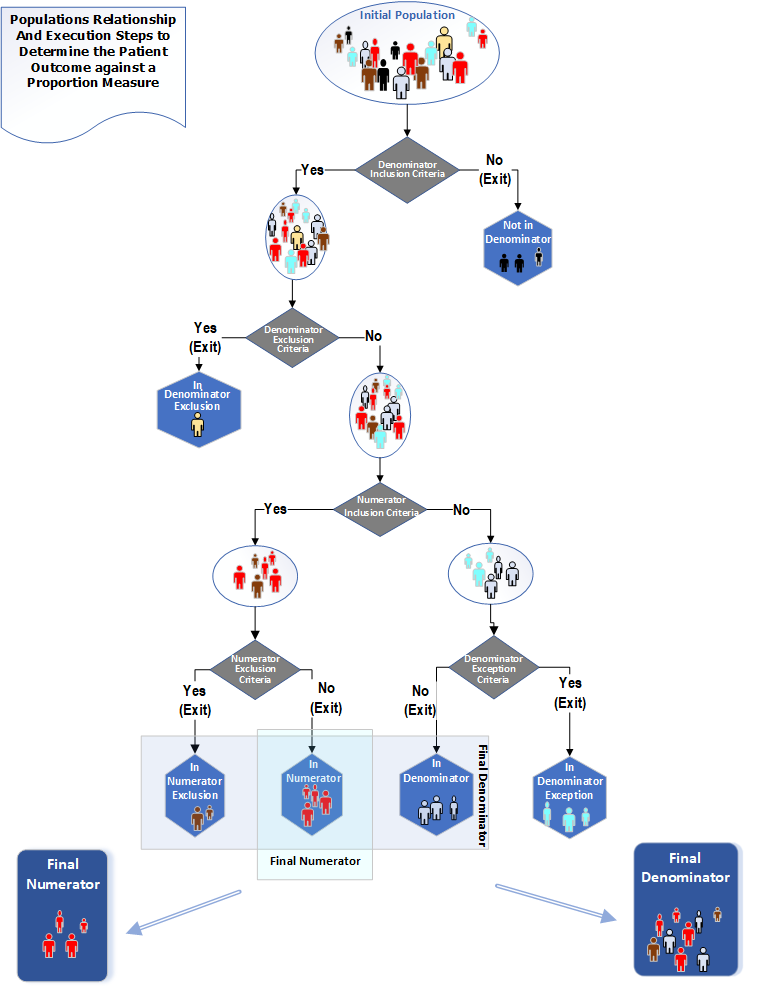 Populations Relationship
And Execution Steps to
Determine the Patient
Outcome against a
Proportion Measure
Initial Population
Denominator
Inclusion Criteria
Yes
No
(Exit)
Not in
Denominator
Denominator
Exclusion
Criteria
Yes
(Exit)
No
In
Denominator
Exclusion
Numerator
Inclusion Criteria
Yes
No
Numerator
Exclusion
Criteria
Denominator
Exception
Criteria
Yes
(Exit)
No
(Exit)
No
(Exit)
Yes
(Exit)
In
Numerator
Exclusion
In
Numerator
In
Denominator
Final Denominator
In
Denominator
Exception
Final Numerator
Final
Numerator
Final
Denominator